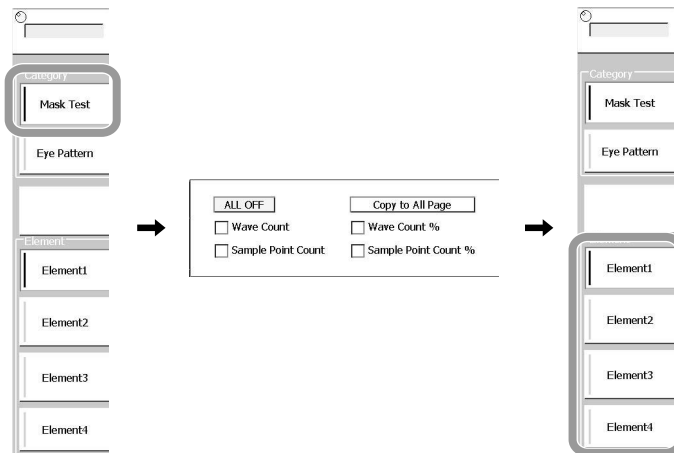 Category
Mask Test
Eye Pattern
Element
Element1
Element2
Element3
Element4
ALL OFF
Copy to All Page
Wave Count
Wave Count %
Sample Point Count
Sample Point Count %
Category
Mask Test
Eye Pattern
Element1
Element2
Element3
Element4